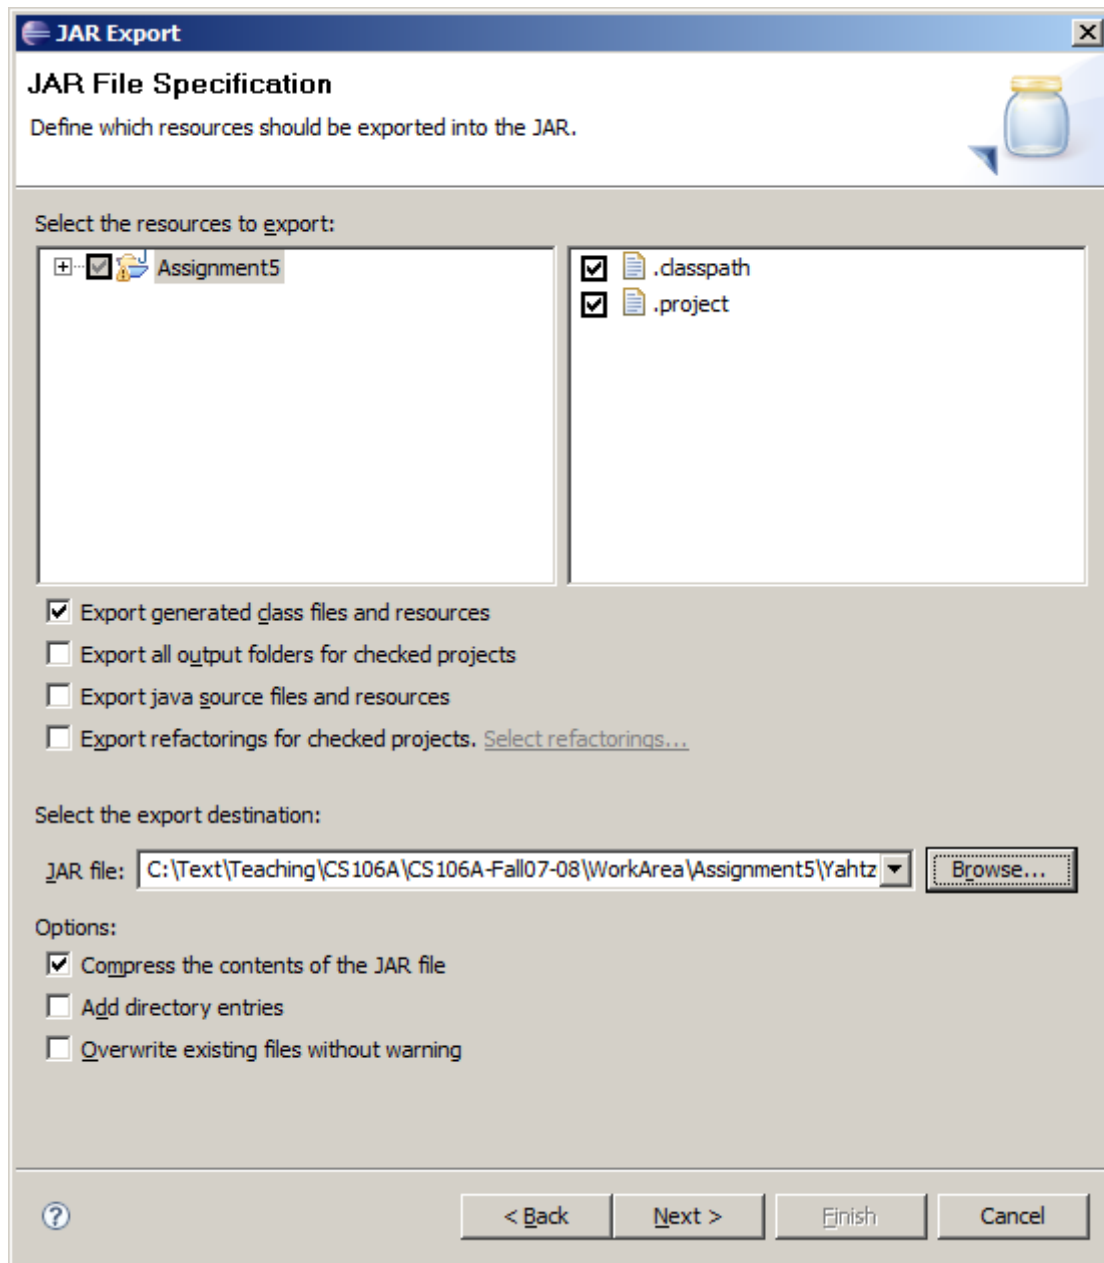 JAR Export
JAR File Specification
Define which resources should be exported into the JAR.
Select the resources to export:
Assignment5
.classpath
.project
Export generated class files and resources
Export all output folders for checked projects
Export java source files and resources
Export refactorings for checked projects. Select refactorings...
Select the export destination:
JAR file: C:\Text\Teaching\CS106A\CS106A-Fall07-08\WorkArea\Assignment5\Yahtz Browse...
Options:
Compress the contents of the JAR file
Add directory entries
Overwrite existing files without warning
? < Back Next > Finish Cancel